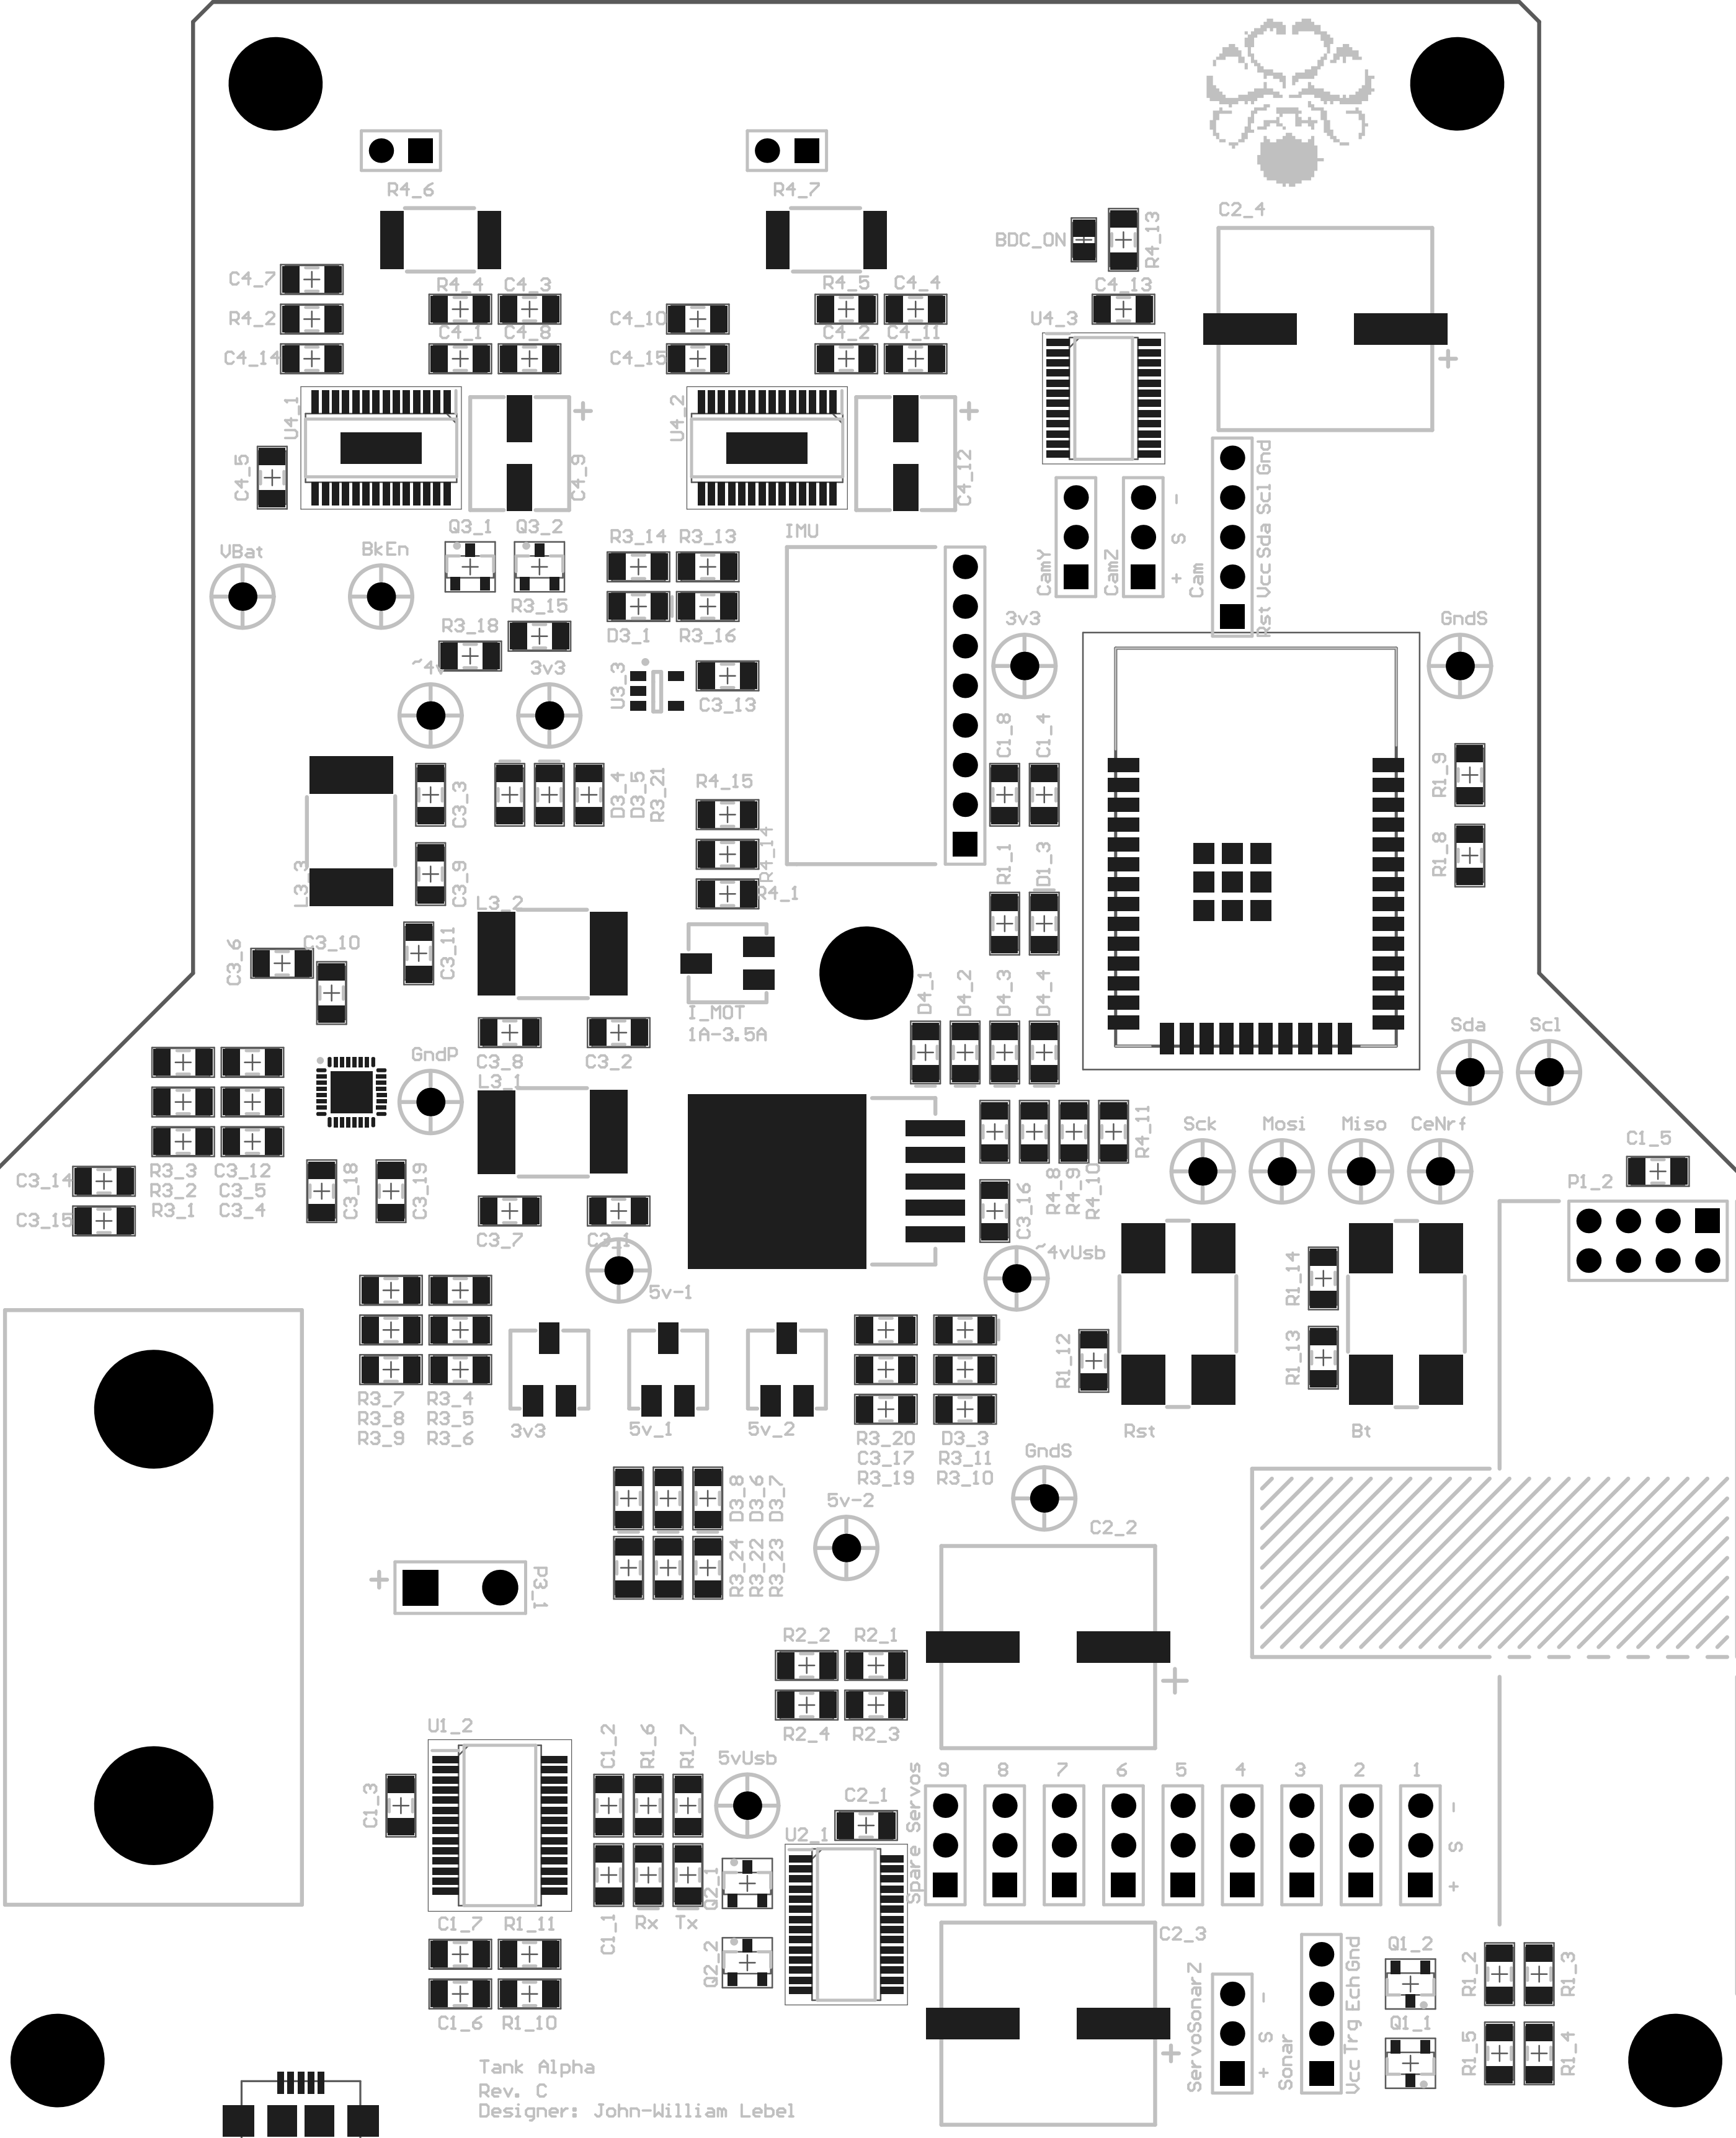 R4_6
R4_7
C2_4
BDC_ON
R4_13
C4_7
R4_4
C4_3
R4_5
C4_4
C4_13
R4_2
C4_10
U4_3
C4_1
C4_8
C4_2
C4_11
C4_14
C4_15
+
U4_1
+
U4_2
+
C4_5
C4_9
C4_12
Rst Vcc Sda Scl Gnd
Q3_1
Q3_2
R3_14
R3_13
IMU
CamY
CamZ
+ S -
Cam
VBat
BkEn
R3_15
R3_18
D3_1
R3_16
3v3
GndS
~4v
3v3
U3_3
C3_13
C1_8
C1_4
R1_9
C3_3
D3_4
D3_5
R3_21
R4_15
R4_14
R4_1
R1_8
L3_3
C3_9
R1_1
D1_3
L3_2
C3_6
C3_10
C3_11
D4_1
D4_2
D4_3
D4_4
I_MOT
1A-3.5A
Sda
Scl
GndP
C3_8
C3_2
L3_1
R4_11
Sck
Mosi
Miso
CeNrf
C1_5
C3_14
R3_3
C3_12
R3_2
C3_5
R3_1
C3_4
C3_15
C3_18
C3_19
R4_8
R4_9
R4_10
C3_16
P1_2
C3_7
C3_1
~4vUsb
5v-1
R1_14
R1_12
R1_13
R3_7
R3_4
R3_8
R3_5
R3_9
R3_6
3v3
5v_1
5v_2
R3_20
D3_3
C3_17
R3_11
R3_19
R3_10
Rst
Bt
GndS
D3_8
D3_6
D3_7
5v-2
C2_2
R3_24
R3_22
R3_23
+
P3_1
R2_2
R2_1
+
R2_4
R2_3
U1_2
C1_2
R1_6
R1_7
5vUsb
C1_3
C2_1
U2_1
Spare Servos
9 8 7 6 5 4 3 2 1
+ S -
Q2_1
C1_7
R1_11
C1_1
Rx
Tx
Q2_2
C2_3
C1_6
R1_10
+
ServoSonarZ
+ S -
Sonar
Vcc Trg Ech Gnd
Q1_2
R1_2
R1_3
Q1_1
R1_5
R1_4
Tank Alpha
Rev. C
Designer: John-William Lebel